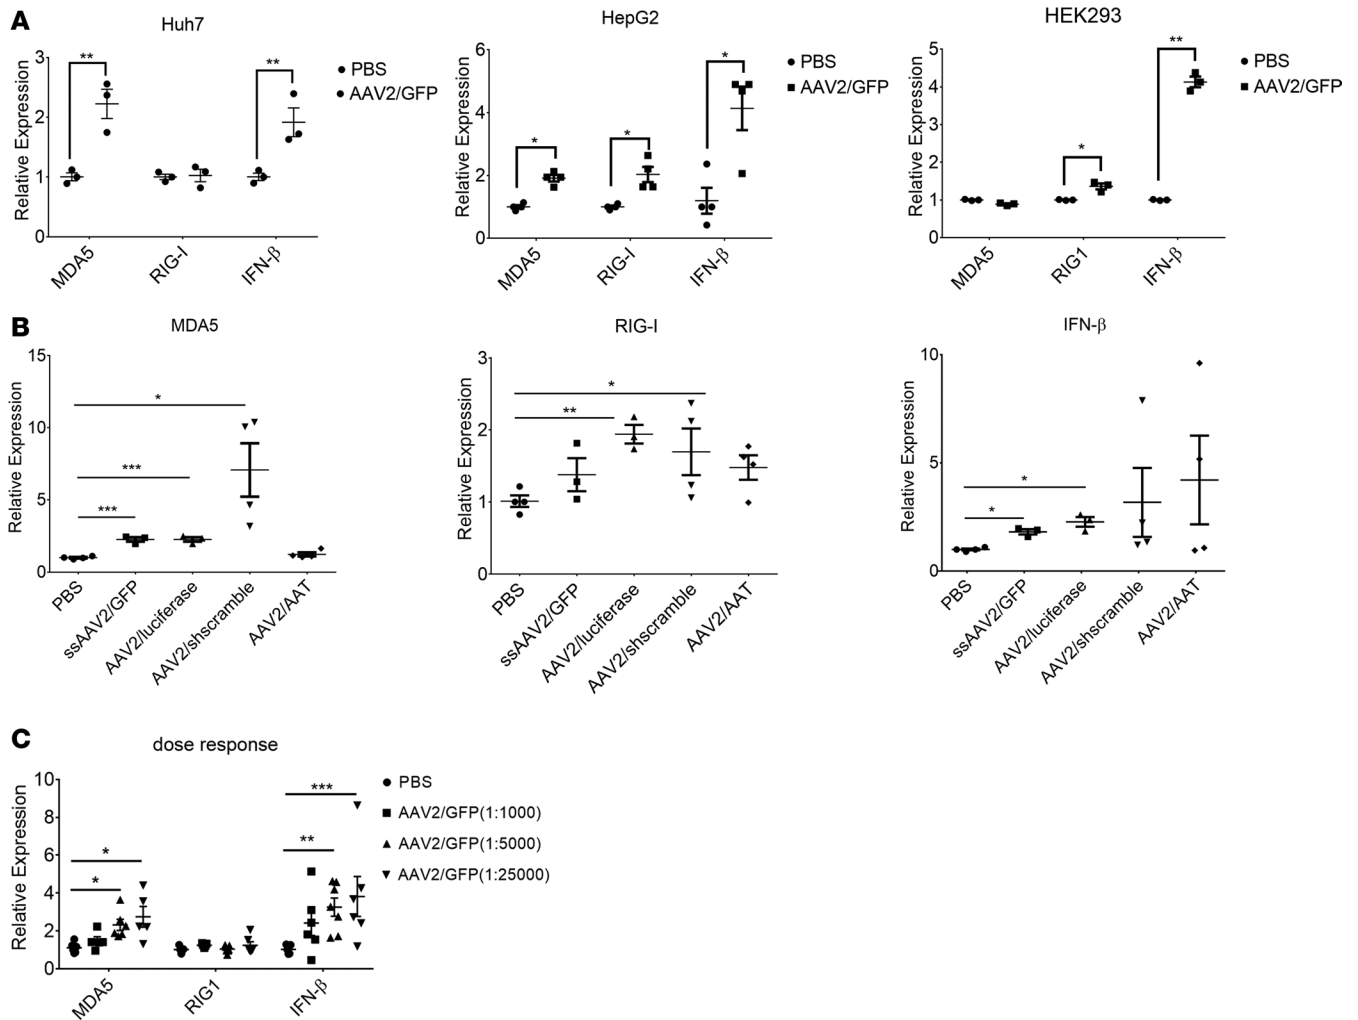 A
Huh7
Relative Expression
3
2
1
0
**
**
MDA5
RIG-I
IFN-β
PBS
AAV2/GFP
HepG2
Relative Expression
6
4
2
0
*
*
*
MDA5
RIG-I
IFN-β
PBS
AAV2/GFP
HEK293
Relative Expression
5
4
3
2
1
0
*
**
MDA5
RIG1
IFN-β
PBS
AAV2/GFP
B
MDA5
Relative Expression
15
10
5
0
*
***
***
PBS
ssAAV2/GFP
AAV2/luciferase
AAV2/shscramble
AAV2/AAT
RIG-I
Relative Expression
3
2
1
0
*
**
PBS
ssAAV2/GFP
AAV2/luciferase
AAV2/shscramble
AAV2/AAT
IFN-β
Relative Expression
10
5
0
*
*
PBS
ssAAV2/GFP
AAV2/luciferase
AAV2/shscramble
AAV2/AAT
C
dose response
Relative Expression
10
8
6
4
2
0
*
*
***
**
MDA5
RIG1
IFN-β
PBS
AAV2/GFP(1:1000)
AAV2/GFP(1:5000)
AAV2/GFP(1:25000)